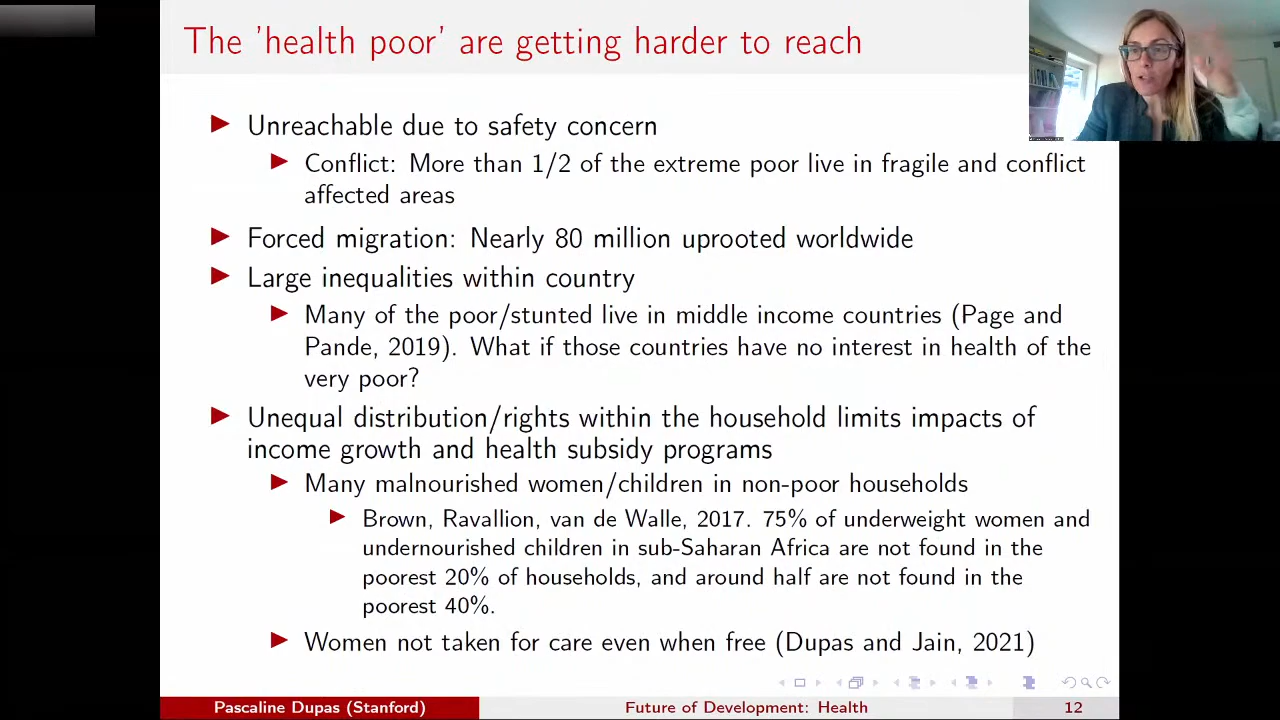 The 'health poor' are getting harder to reach
Unreachable due to safety concern
Conflict: More than 1/2 of the extreme poor live in fragile and conflict
affected areas
Forced migration: Nearly 80 million uprooted worldwide
Large inequalities within country
Many of the poor/stunted live in middle income countries (Page and
Pande, 2019). What if those countries have no interest in health of the
very poor?
Unequal distribution/rights within the household limits impacts of
income growth and health subsidy programs
Many malnourished women/children in non-poor households
Brown, Ravallion, van de Walle, 2017. 75% of underweight women and
undernourished children in sub-Saharan Africa are not found in the
poorest 20% of households, and around half are not found in the
poorest 40%.
Women not taken for care even when free (Dupas and Jain, 2021)
Pascaline Dupas (Stanford)
Future of Development: Health
12